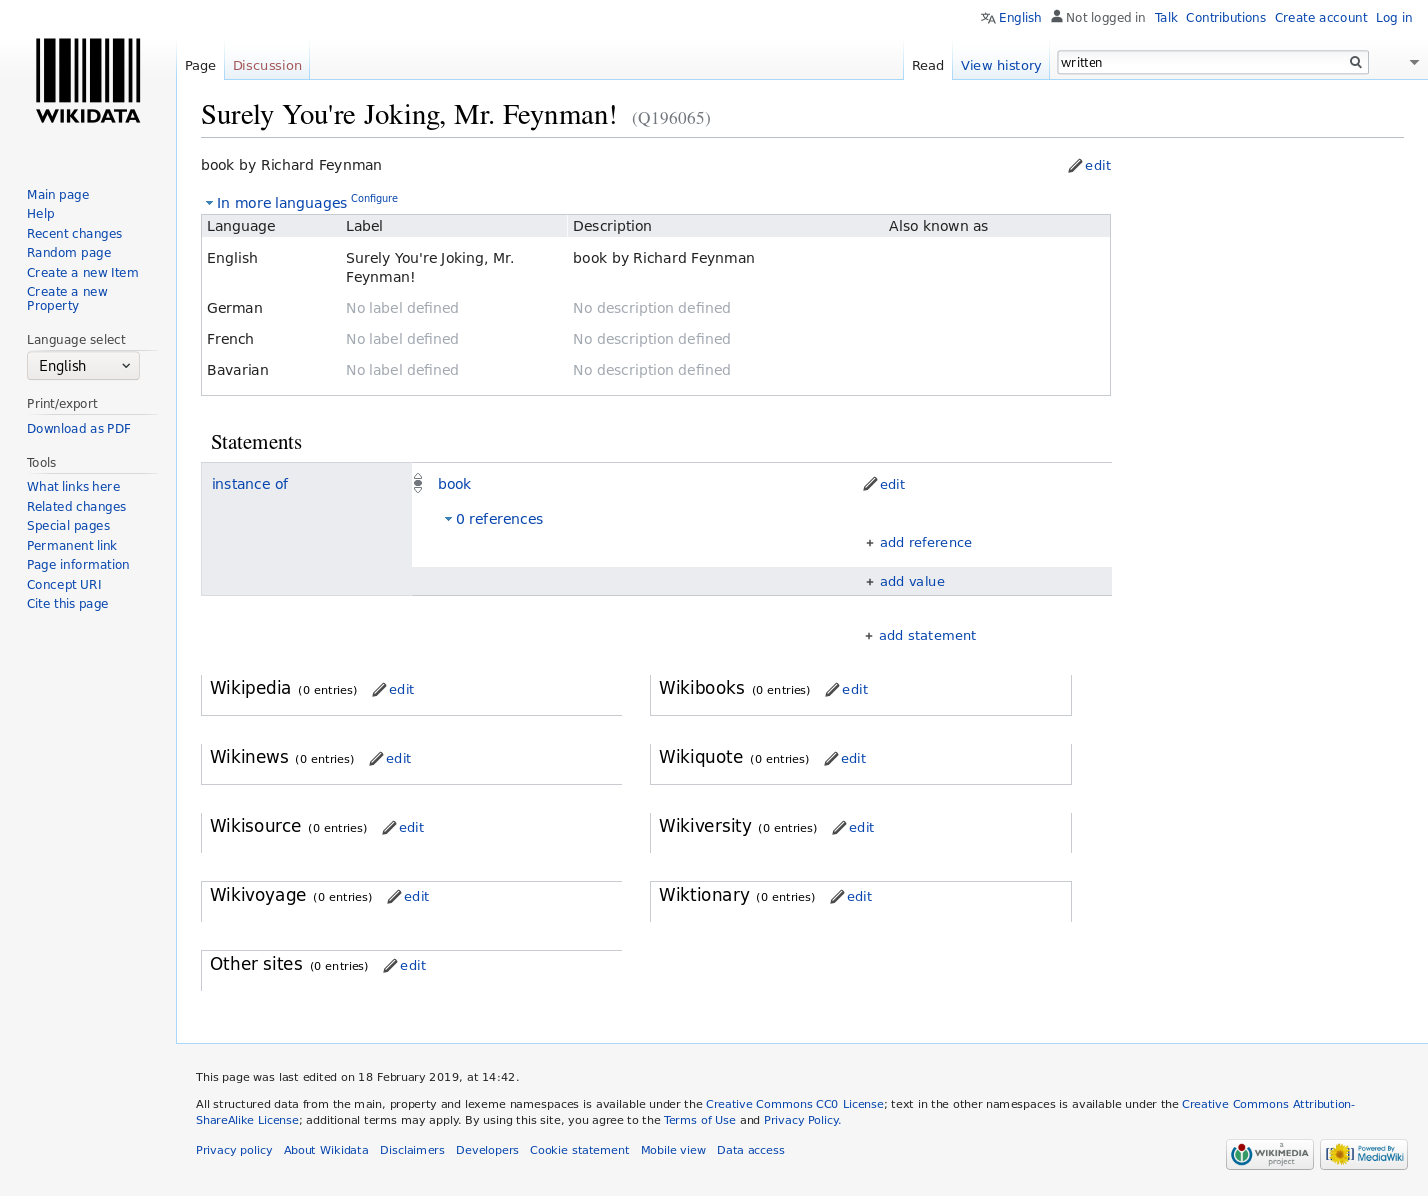 English Not logged in Talk Contributions Create account Log in
WIKIDATA
Page Discussion Read View history written
Surely You're Joking, Mr. Feynman! (Q196065)
book by Richard Feynman edit
In more languages Configure
Language Label Description Also known as
English Surely You're Joking, Mr. Feynman! book by Richard Feynman
German No label defined No description defined
French No label defined No description defined
Bavarian No label defined No description defined
Statements
instance of book edit
0 references
+ add reference
+ add value
+ add statement
Wikipedia (0 entries) edit
Wikibooks (0 entries) edit
Wikinews (0 entries) edit
Wikiquote (0 entries) edit
Wikisource (0 entries) edit
Wikiversity (0 entries) edit
Wikivoyage (0 entries) edit
Wiktionary (0 entries) edit
Other sites (0 entries) edit
Main page
Help
Recent changes
Random page
Create a new Item
Create a new
Property
Language select
English
Print/export
Download as PDF
Tools
What links here
Related changes
Special pages
Permanent link
Page information
Concept URI
Cite this page
This page was last edited on 18 February 2019, at 14:42.
All structured data from the main, property and lexeme namespaces is available under the Creative Commons CC0 License; text in the other namespaces is available under the Creative Commons Attribution-
ShareAlike License; additional terms may apply. By using this site, you agree to the Terms of Use and Privacy Policy.
Privacy policy About Wikidata Disclaimers Developers Cookie statement Mobile view Data access
a
WIKIMEDIA
project
Powered By
MediaWiki